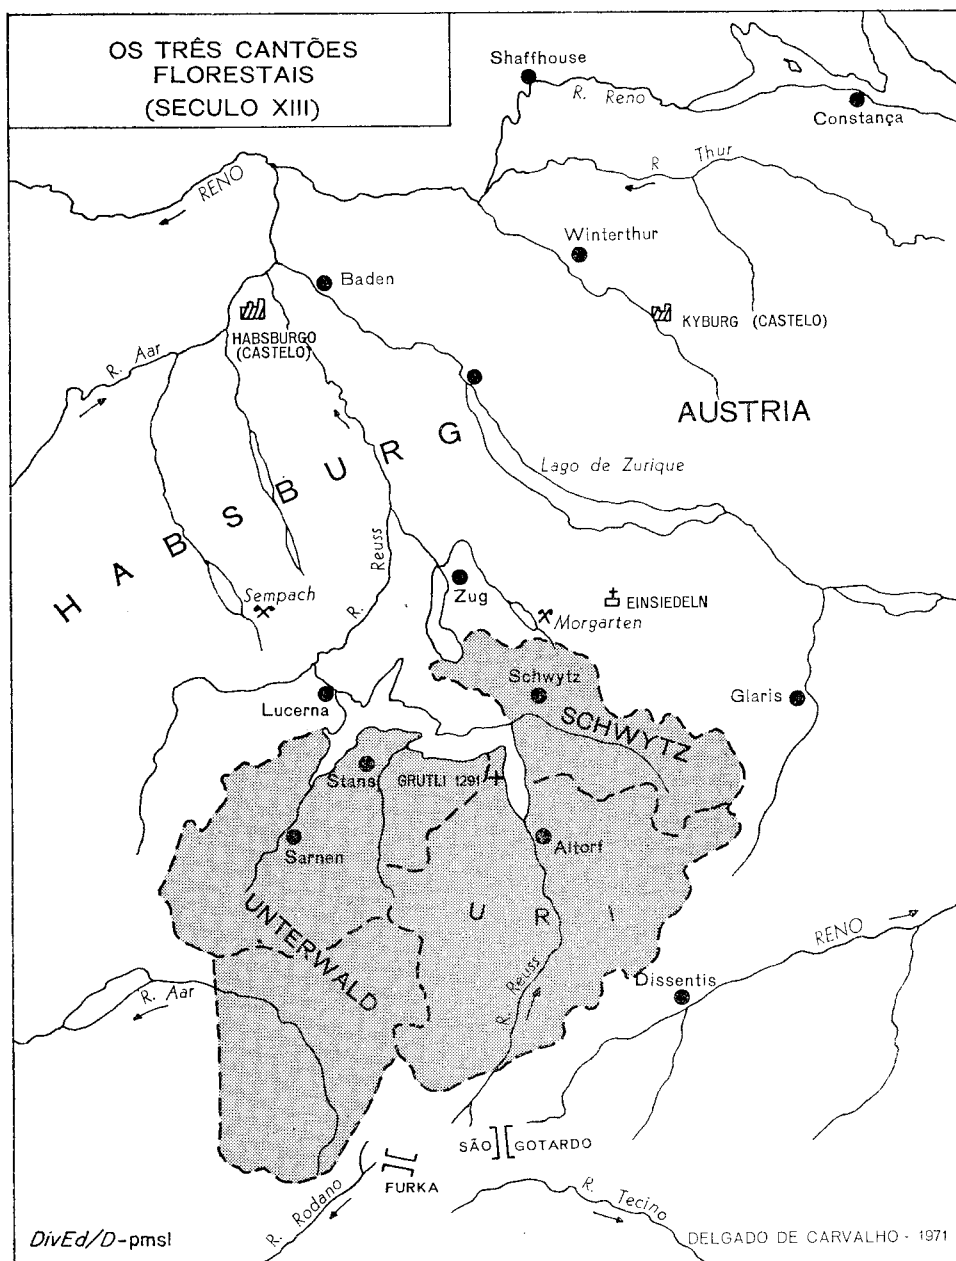 OS TRÊS CANTÕES
FLORESTAIS
(SECULO XIII)
Shaffhouse
R. Reno
Constança
R Thur
RENO
Winterthur
Baden
KYBURG (CASTELO)
HABSBURGO
(CASTELO)
R. Aar
AUSTRIA
HABSBURG
Lago de Zurique
R. Reuss
Sempach
Zug
EINSIEDELN
Morgarten
Schwytz
Lucerna
Glaris
SCHWYTZ
Stans
GRUTLI 1291
Sarnen
Altorf
URI
UNTERWALD
RENO
R. Reuss
Dissentis
R. Aar
SÃO GOTARDO
FURKA
R. Rodano
R. Tecino
DivEd/D-pmsl
DELGADO DE CARVALHO - 1971